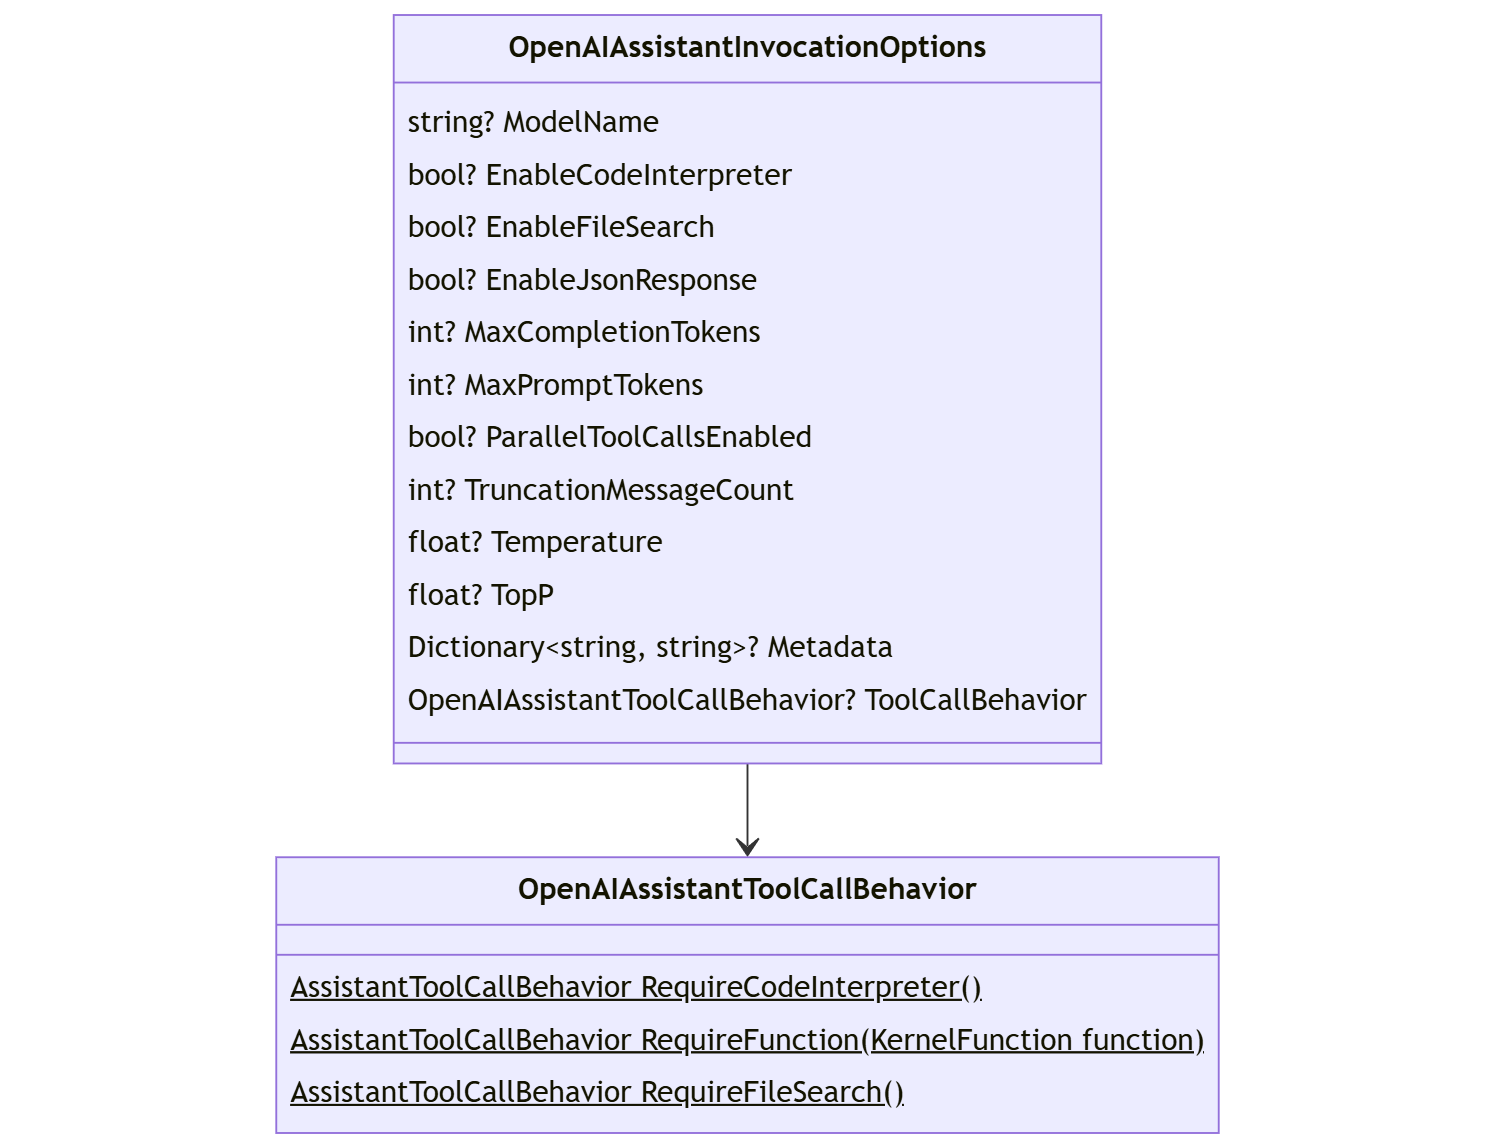 OpenAIAssistantInvocationOptions
string? ModelName
bool? EnableCodeInterpreter
bool? EnableFileSearch
bool? EnableJsonResponse
int? MaxCompletionTokens
int? MaxPromptTokens
bool? ParallelToolCallsEnabled
int? TruncationMessageCount
float? Temperature
float? TopP
Dictionary<string, string>? Metadata
OpenAIAssistantToolCallBehavior? ToolCallBehavior
OpenAIAssistantToolCallBehavior
AssistantToolCallBehavior RequireCodeInterpreter()
AssistantToolCallBehavior RequireFunction(KernelFunction function)
AssistantToolCallBehavior RequireFileSearch()